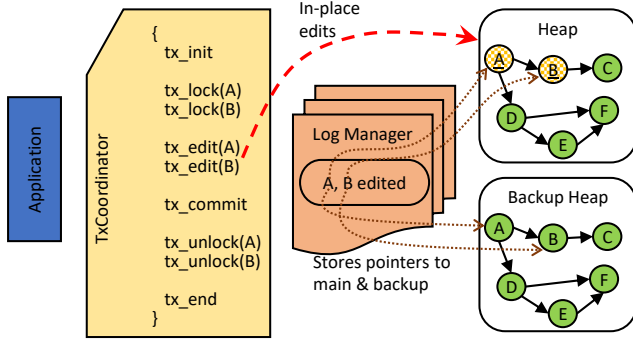 In-place
edits
Application
TxCoordinator
{
tx_init
tx_lock(A)
tx_lock(B)
tx_edit(A)
tx_edit(B)
tx_commit
tx_unlock(A)
tx_unlock(B)
tx_end
}
Log Manager
A, B edited
Stores pointers to
main & backup
Heap
A
B
C
D
F
E
Backup Heap
A
B
C
D
F
E